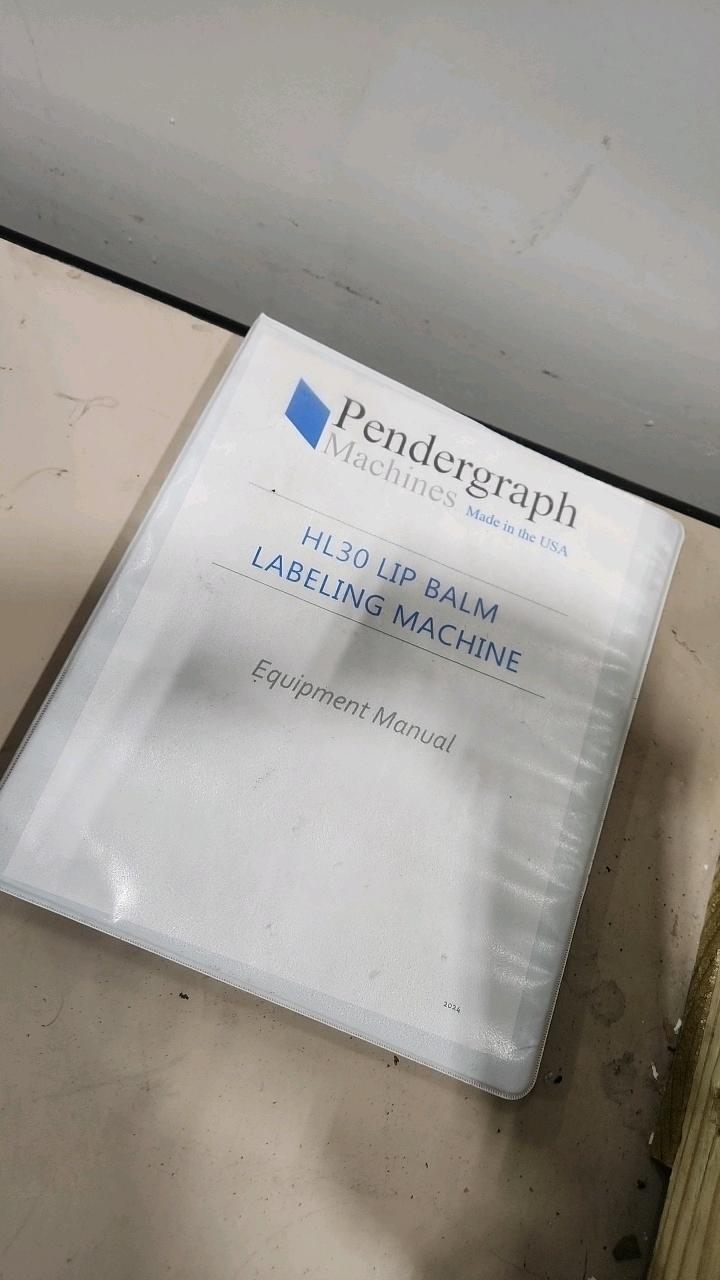 Pendergraph
Machines
Made in the USA
HL30 LIP BALM
LABELING MACHINE
Equipment Manual
2024